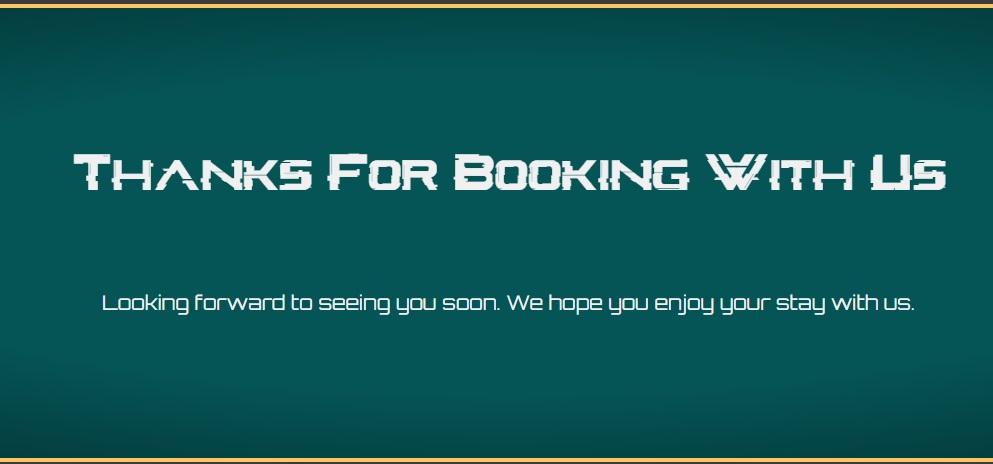 Thanks For Booking With Us
Looking forward to seeing you soon. We hope you enjoy your stay with us.